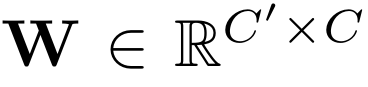 𝐖 ∈ ℝ^{C′×C}